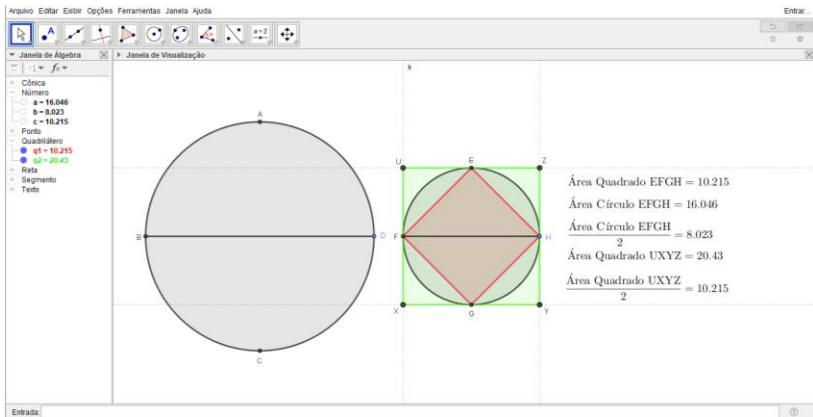 Arquivo Editar Exibir Opções Ferramentas Janela Ajuda
Entrar...
a=2
Janela de Álgebra
Janela de Visualização
Cônica
Número
a = 16.046
b = 8.023
c = 10.215
Ponto
Quadrilátero
q1 = 10.215
q2 = 20.43
Reta
Segmento
Texto
A
B
D
C
U
E
Z
F
H
X
G
Y
Área Quadrado EFGH = 10.215
Área Círculo EFGH = 16.046
Área Círculo EFGH
2
= 8.023
Área Quadrado UXYZ = 20.43
Área Quadrado UXYZ
2
= 10.215
Entrada: